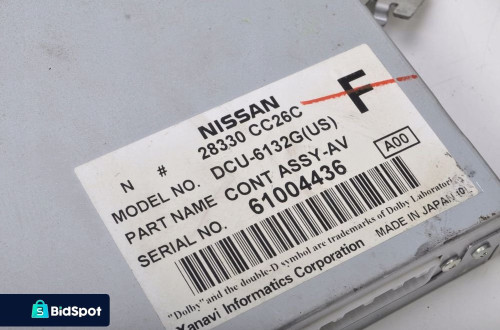 NISSAN
N # 28330 CC26C
F
MODEL NO. DCU-6132G(US)
PART NAME CONT ASSY-AV
A00
SERIAL NO. 61004436
"Dolby" and the double-D symbol are trademarks of Dolby Laborator
Xanavi Informatics Corporation
MADE IN JAPAN
S
BidSpot